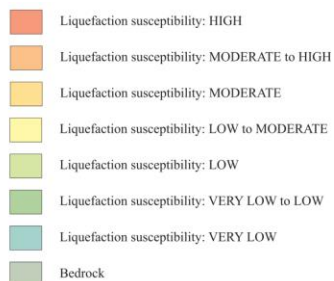 Liquefaction susceptibility: HIGH
Liquefaction susceptibility: MODERATE to HIGH
Liquefaction susceptibility: MODERATE
Liquefaction susceptibility: LOW to MODERATE
Liquefaction susceptibility: LOW
Liquefaction susceptibility: VERY LOW to LOW
Liquefaction susceptibility: VERY LOW
Bedrock